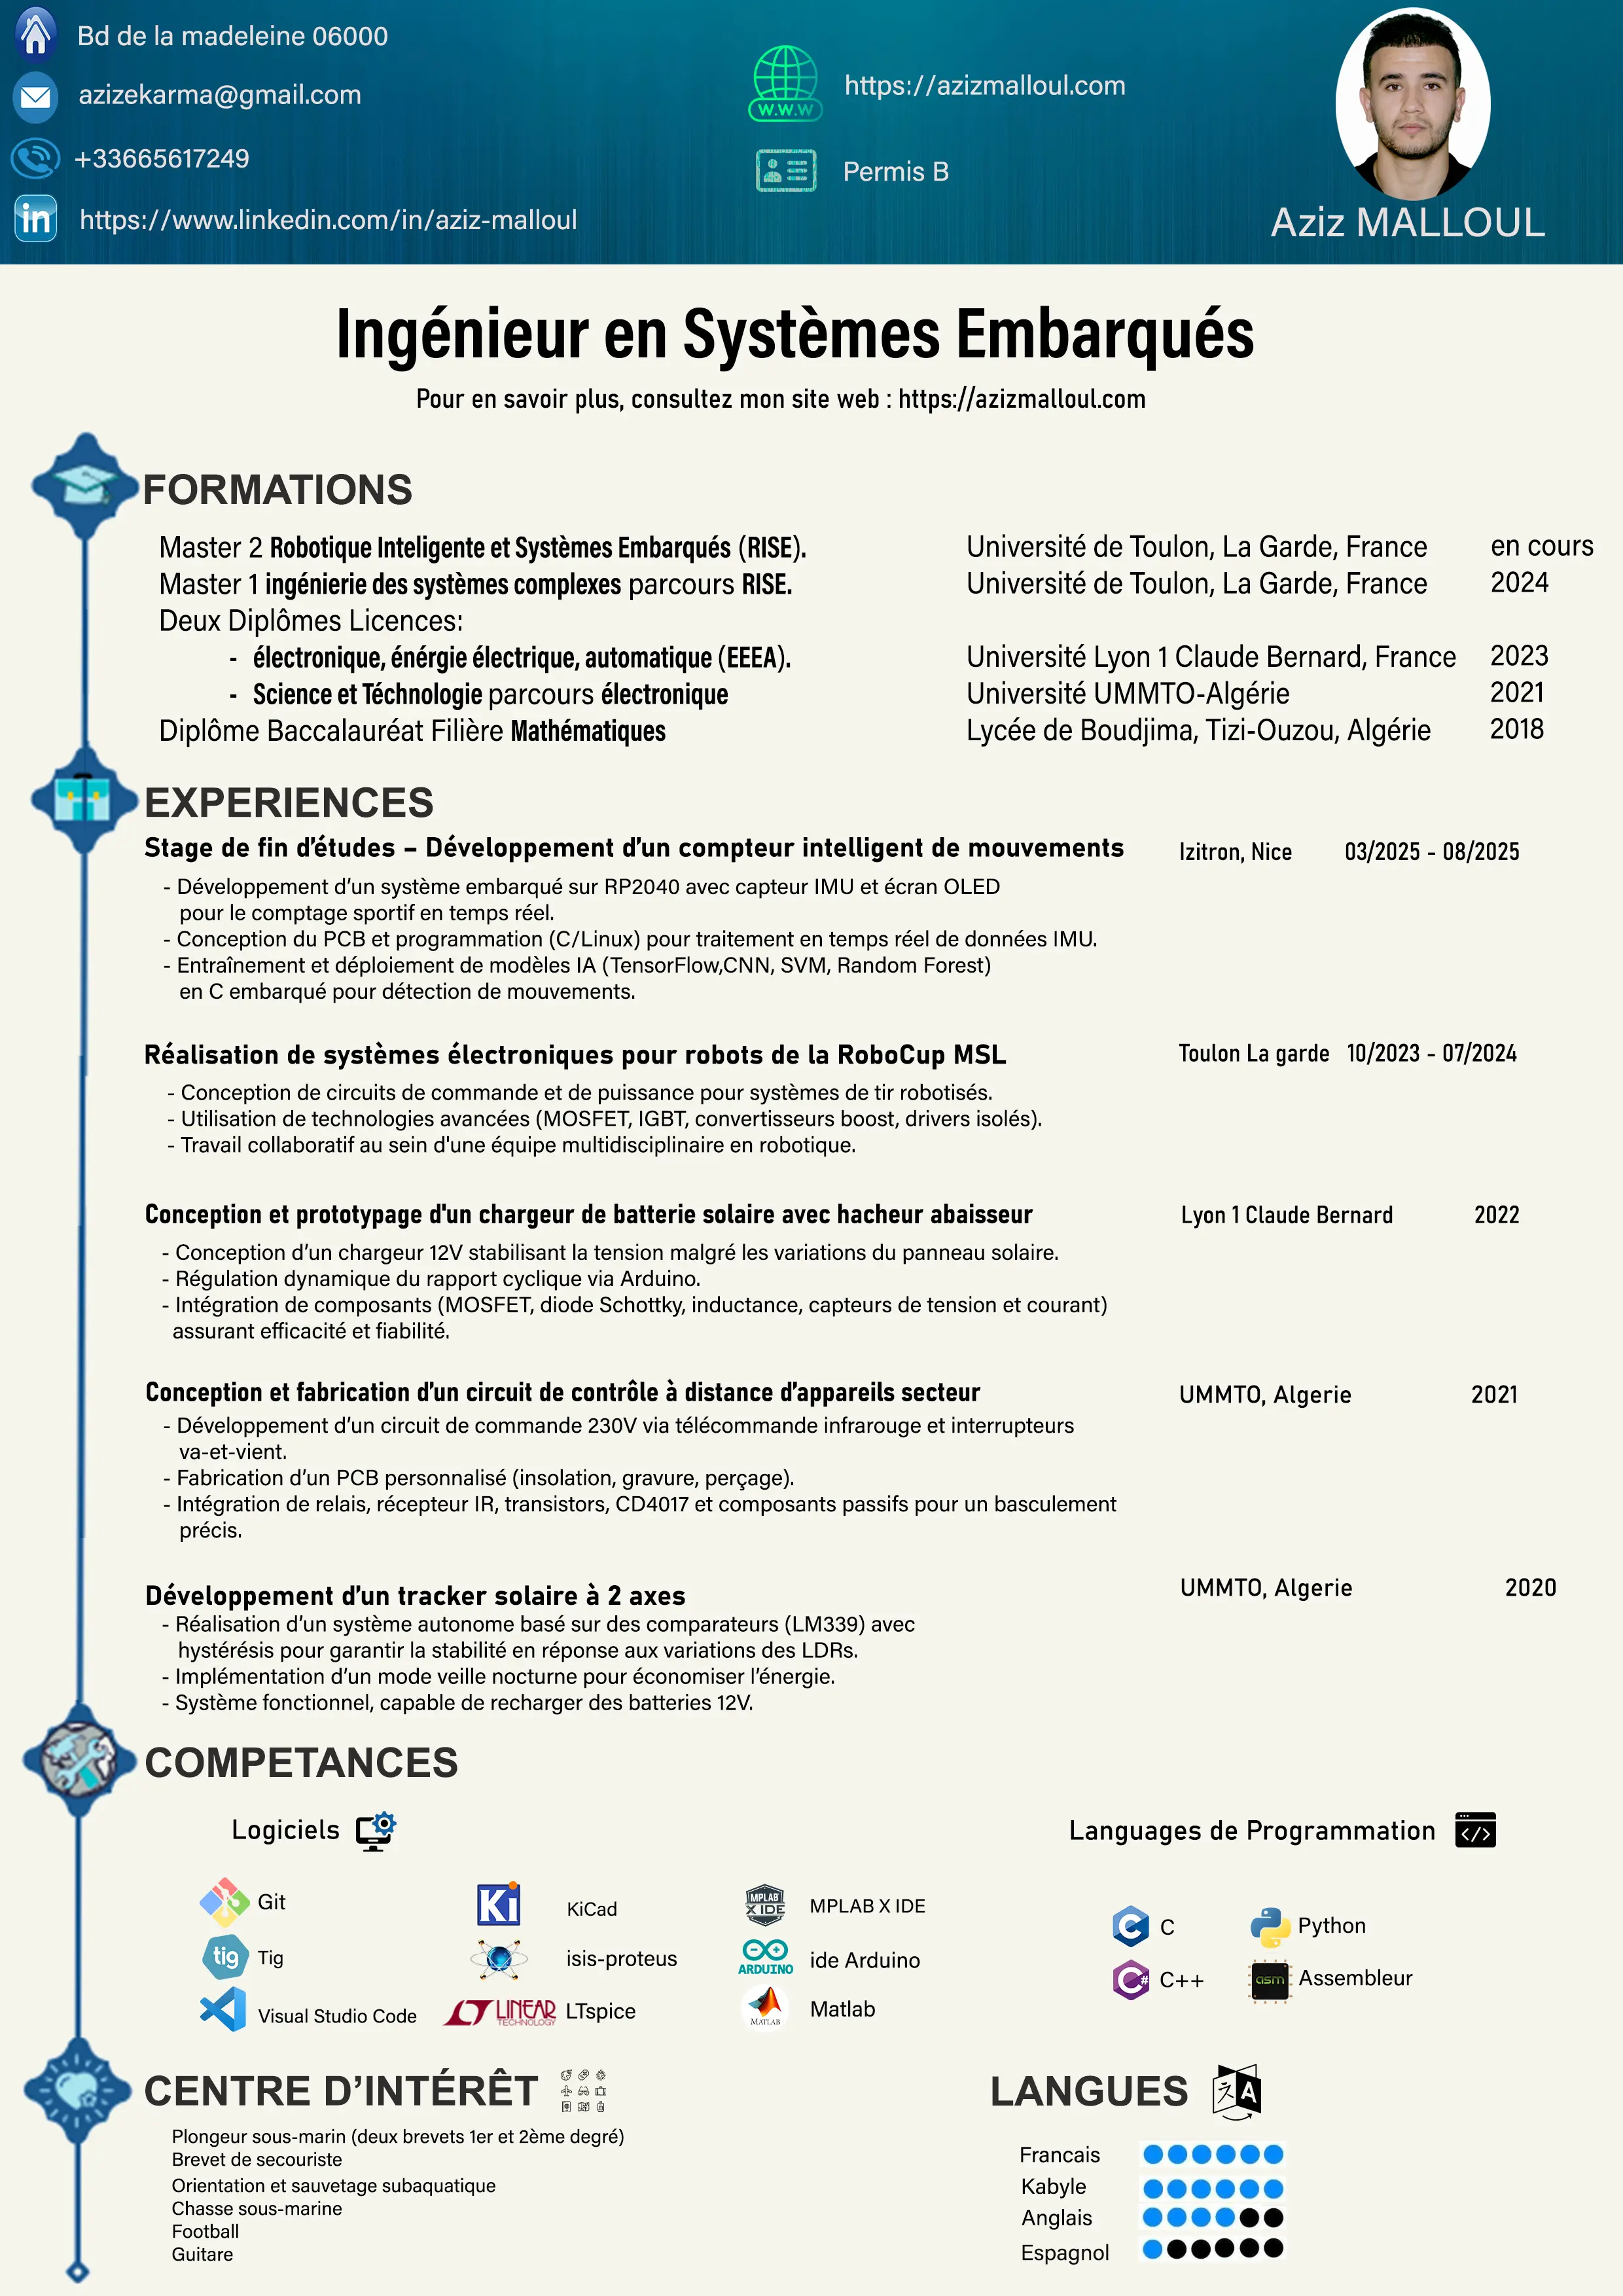 Bd de la madeleine 06000
azizekarma@gmail.com
+33665617249
https://www.linkedin.com/in/aziz-malloul
https://azizmalloul.com
W.W.W
Permis B
Aziz MALLOUL
Ingénieur en Systèmes Embarqués
Pour en savoir plus, consultez mon site web : https://azizmalloul.com
FORMATIONS
Master 2 Robotique Inteligente et Systèmes Embarqués (RISE). Université de Toulon, La Garde, France en cours
Master 1 ingénierie des systèmes complexes parcours RISE. Université de Toulon, La Garde, France 2024
Deux Diplômes Licences:
- électronique, énérgie électrique, automatique (EEEA). Université Lyon 1 Claude Bernard, France 2023
- Science et Téchnologie parcours électronique Université UMMTO-Algérie 2021
Diplôme Baccalauréat Filière Mathématiques Lycée de Boudjima, Tizi-Ouzou, Algérie 2018
EXPERIENCES
Stage de fin d’études – Développement d’un compteur intelligent de mouvements Izitron, Nice 03/2025 - 08/2025
- Développement d’un système embarqué sur RP2040 avec capteur IMU et écran OLED
pour le comptage sportif en temps réel.
- Conception du PCB et programmation (C/Linux) pour traitement en temps réel de données IMU.
- Entraînement et déploiement de modèles IA (TensorFlow,CNN, SVM, Random Forest)
en C embarqué pour détection de mouvements.
Réalisation de systèmes électroniques pour robots de la RoboCup MSL Toulon La garde 10/2023 - 07/2024
- Conception de circuits de commande et de puissance pour systèmes de tir robotisés.
- Utilisation de technologies avancées (MOSFET, IGBT, convertisseurs boost, drivers isolés).
- Travail collaboratif au sein d'une équipe multidisciplinaire en robotique.
Conception et prototypage d'un chargeur de batterie solaire avec hacheur abaisseur Lyon 1 Claude Bernard 2022
- Conception d’un chargeur 12V stabilisant la tension malgré les variations du panneau solaire.
- Régulation dynamique du rapport cyclique via Arduino.
- Intégration de composants (MOSFET, diode Schottky, inductance, capteurs de tension et courant)
assurant efficacité et fiabilité.
Conception et fabrication d’un circuit de contrôle à distance d’appareils secteur UMMTO, Algerie 2021
- Développement d’un circuit de commande 230V via télécommande infrarouge et interrupteurs
va-et-vient.
- Fabrication d’un PCB personnalisé (insolation, gravure, perçage).
- Intégration de relais, récepteur IR, transistors, CD4017 et composants passifs pour un basculement
précis.
Développement d’un tracker solaire à 2 axes UMMTO, Algerie 2020
- Réalisation d’un système autonome basé sur des comparateurs (LM339) avec
hystérésis pour garantir la stabilité en réponse aux variations des LDRs.
- Implémentation d’un mode veille nocturne pour économiser l’énergie.
- Système fonctionnel, capable de recharger des batteries 12V.
COMPETANCES
Logiciels
Languages de Programmation
Git
Ki KiCad
MPLAB X IDE MPLAB X IDE
tig Tig
isis-proteus
ARDUINO ide Arduino
Visual Studio Code
LINEAR TECHNOLOGY LTspice
MATLAB Matlab
C C
Python
C# C++
asm Assembleur
CENTRE D’INTÉRÊT
Plongeur sous-marin (deux brevets 1er et 2ème degré)
Brevet de secouriste
Orientation et sauvetage subaquatique
Chasse sous-marine
Football
Guitare
LANGUES
Francais
Kabyle
Anglais
Espagnol